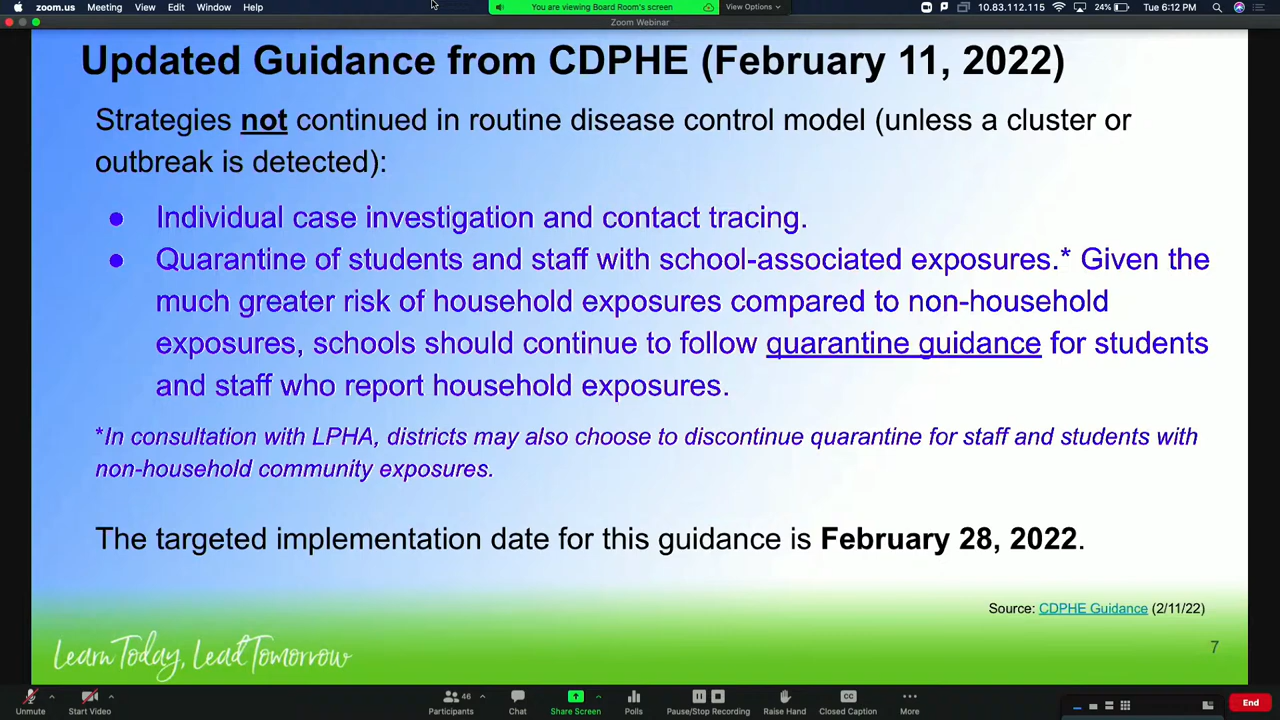 zoom.us Meeting View Edit Window Help
You are viewing Board Room's screen View Options
10.83.112.115 24% Tue 6:12 PM
Zoom Webinar
Updated Guidance from CDPHE (February 11, 2022)
Strategies not continued in routine disease control model (unless a cluster or
outbreak is detected):
● Individual case investigation and contact tracing.
● Quarantine of students and staff with school-associated exposures.* Given the
much greater risk of household exposures compared to non-household
exposures, schools should continue to follow quarantine guidance for students
and staff who report household exposures.
*In consultation with LPHA, districts may also choose to discontinue quarantine for staff and students with
non-household community exposures.
The targeted implementation date for this guidance is February 28, 2022.
Source: CDPHE Guidance (2/11/22)
Learn Today, Lead Tomorrow
7
Unmute Start Video Participants 46 Chat Share Screen Polls Pause/Stop Recording Raise Hand Closed Caption More End